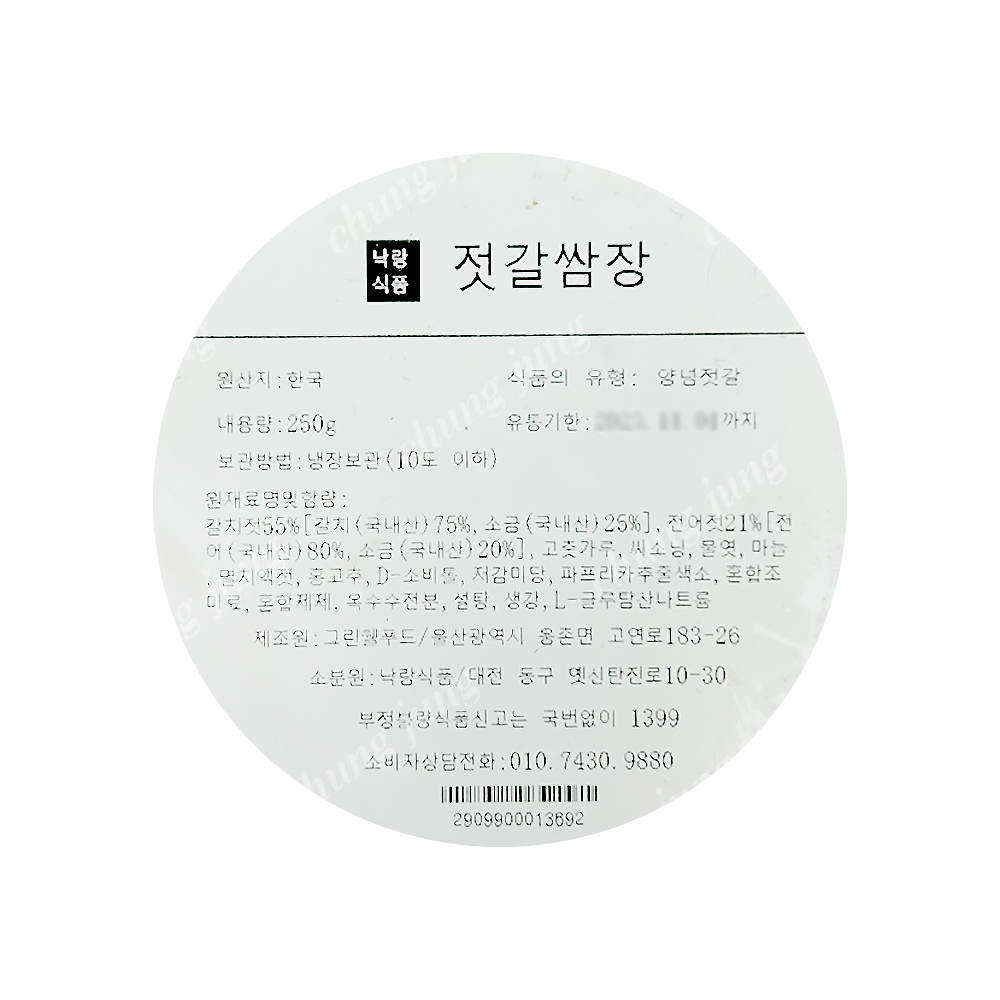 낙랑
식품
젓갈쌈장
원산지:한국 식품의 유형: 양념젓갈
내용량:250g 유통기한: 까지
보관방법:냉장보관(10도 이하)
원재료명및함량:
갈치젓55%[갈치(국내산)75%, 소금(국내산)25%], 전어젓21%[전
어(국내산)80%, 소금(국내산)20%], 고춧가루, 씨소닝, 물엿, 마늘
, 멸치액젓, 홍고추, D-소비톨, 저감미당, 파프리카추출색소, 혼합조
미료, 혼합제제, 옥수수전분, 설탕, 생강, L-글루탐산나트륨
제조원:그린웰푸드/울산광역시 웅촌면 고연로183-26
소분원:낙랑식품/대전 동구 옛신탄진로10-30
부정불량식품신고는 국번없이 1399
소비자상담전화:010.7430.9880
2909900013692
chung jung
chung jung
jung
chung jung